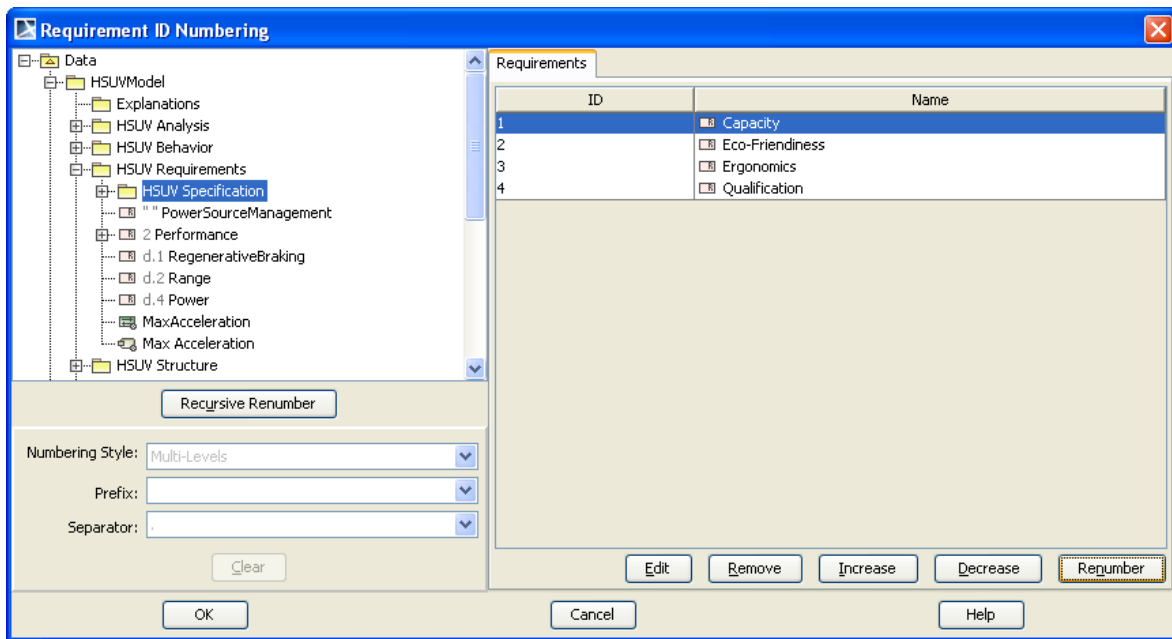 Requirement ID Numbering
Data
HSUVModel
Explanations
HSUV Analysis
HSUV Behavior
HSUV Requirements
HSUV Specification
" " PowerSourceManagement
2 Performance
d.1 RegenerativeBraking
d.2 Range
d.4 Power
MaxAcceleration
Max Acceleration
HSUV Structure
Recursive Renumber
Numbering Style: Multi-Levels
Prefix:
Separator: .
Clear
Requirements
ID Name
1 Capacity
2 Eco-Friendiness
3 Ergonomics
4 Qualification
Edit Remove Increase Decrease Renumber
OK Cancel Help